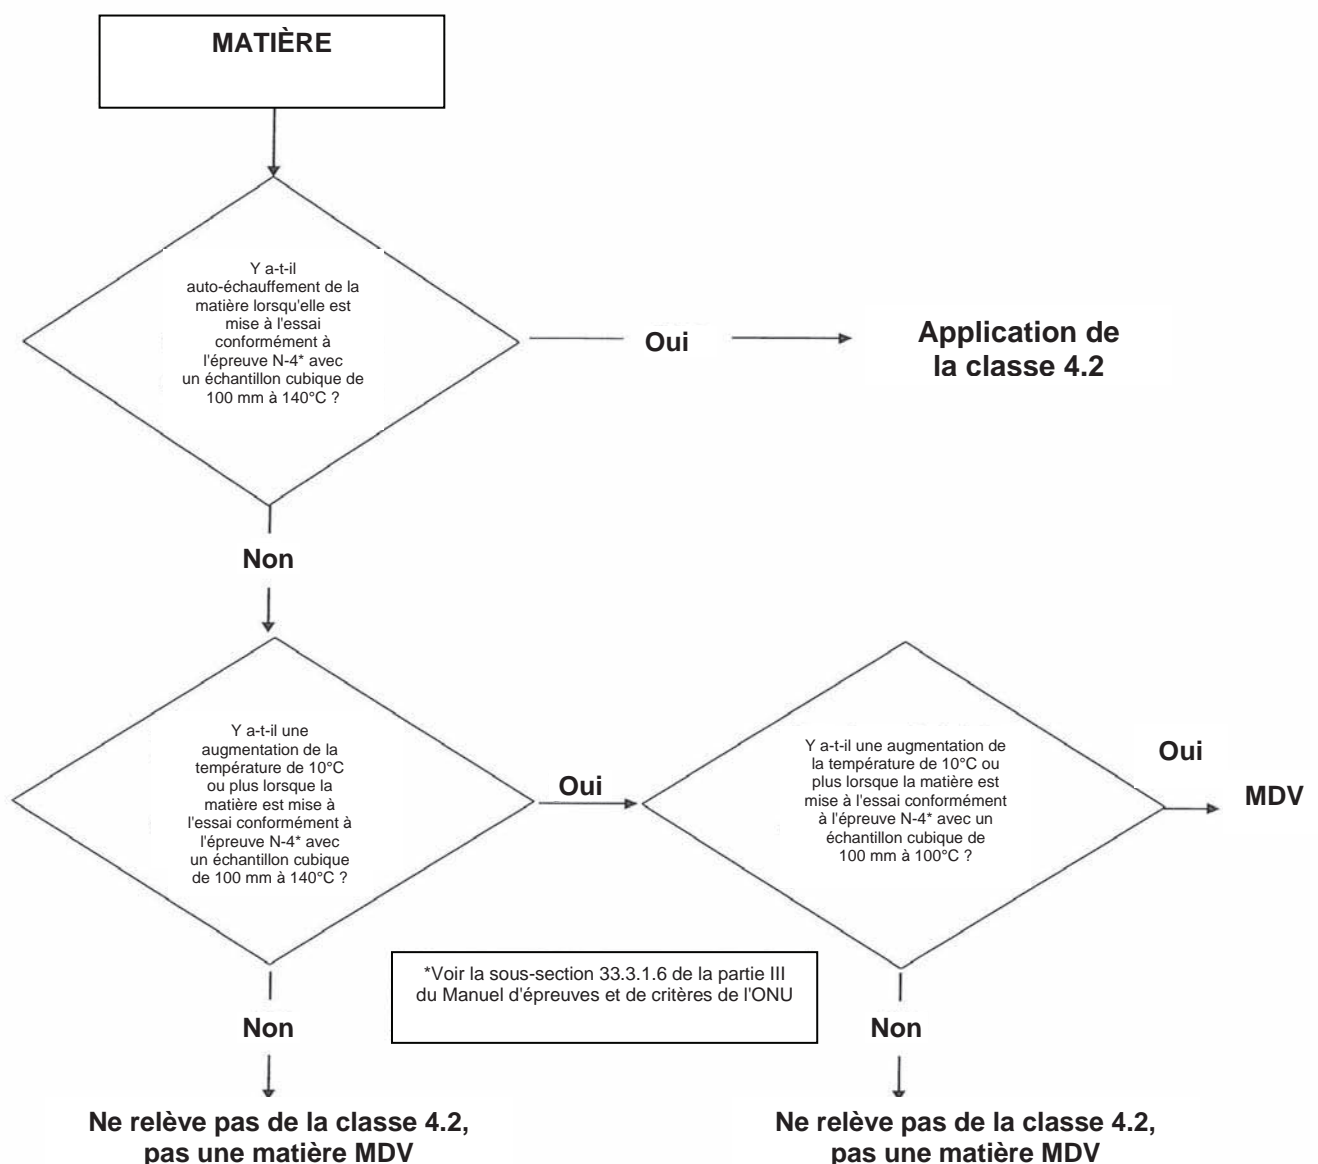 MATIÈRE
Y a-t-il
auto-échauffement de la
matière lorsqu'elle est
mise à l'essai
conformément à
l'épreuve N-4* avec
un échantillon cubique de
100 mm à 140°C ?
Oui
Application de
la classe 4.2
Non
Y a-t-il une
augmentation de la
température de 10°C
ou plus lorsque la
matière est mise à
l'essai conformément à
l'épreuve N-4* avec
un échantillon cubique
de 100 mm à 140°C ?
Oui
Y a-t-il une augmentation de
la température de 10°C ou
plus lorsque la matière est
mise à l'essai conformément
à l'épreuve N-4* avec un
échantillon cubique de
100 mm à 100°C ?
Oui
MDV
*Voir la sous-section 33.3.1.6 de la partie III
du Manuel d'épreuves et de critères de l'ONU
Non
Non
Ne relève pas de la classe 4.2,
pas une matière MDV
Ne relève pas de la classe 4.2,
pas une matière MDV